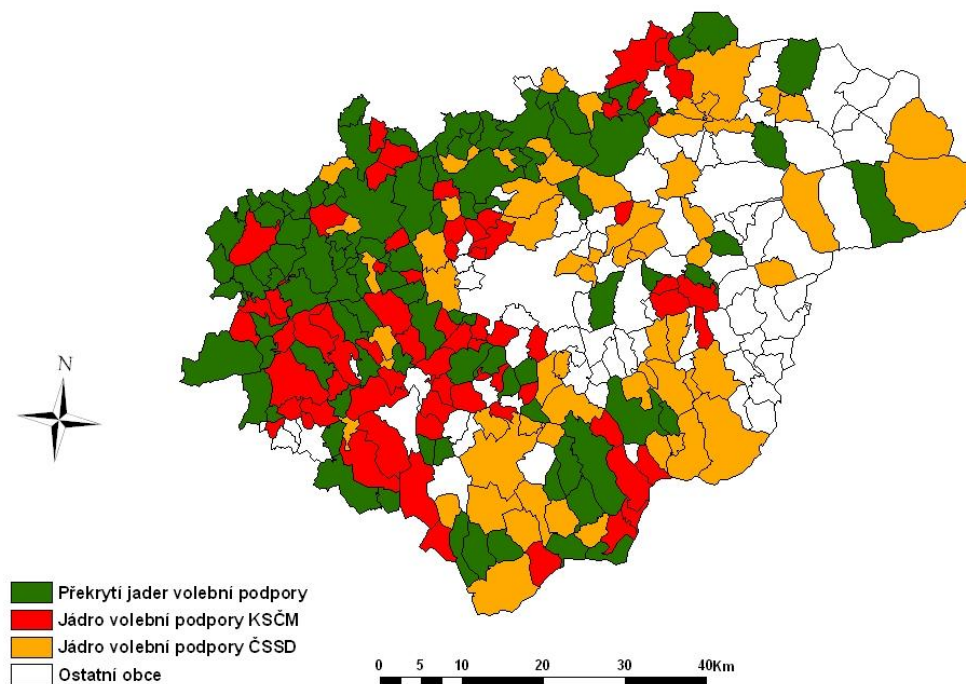 N
Překrytí jader volební podpory
Jádro volební podpory KSČM
Jádro volební podpory ČSSD
Ostatní obce
0 5 10 20 30 40Km